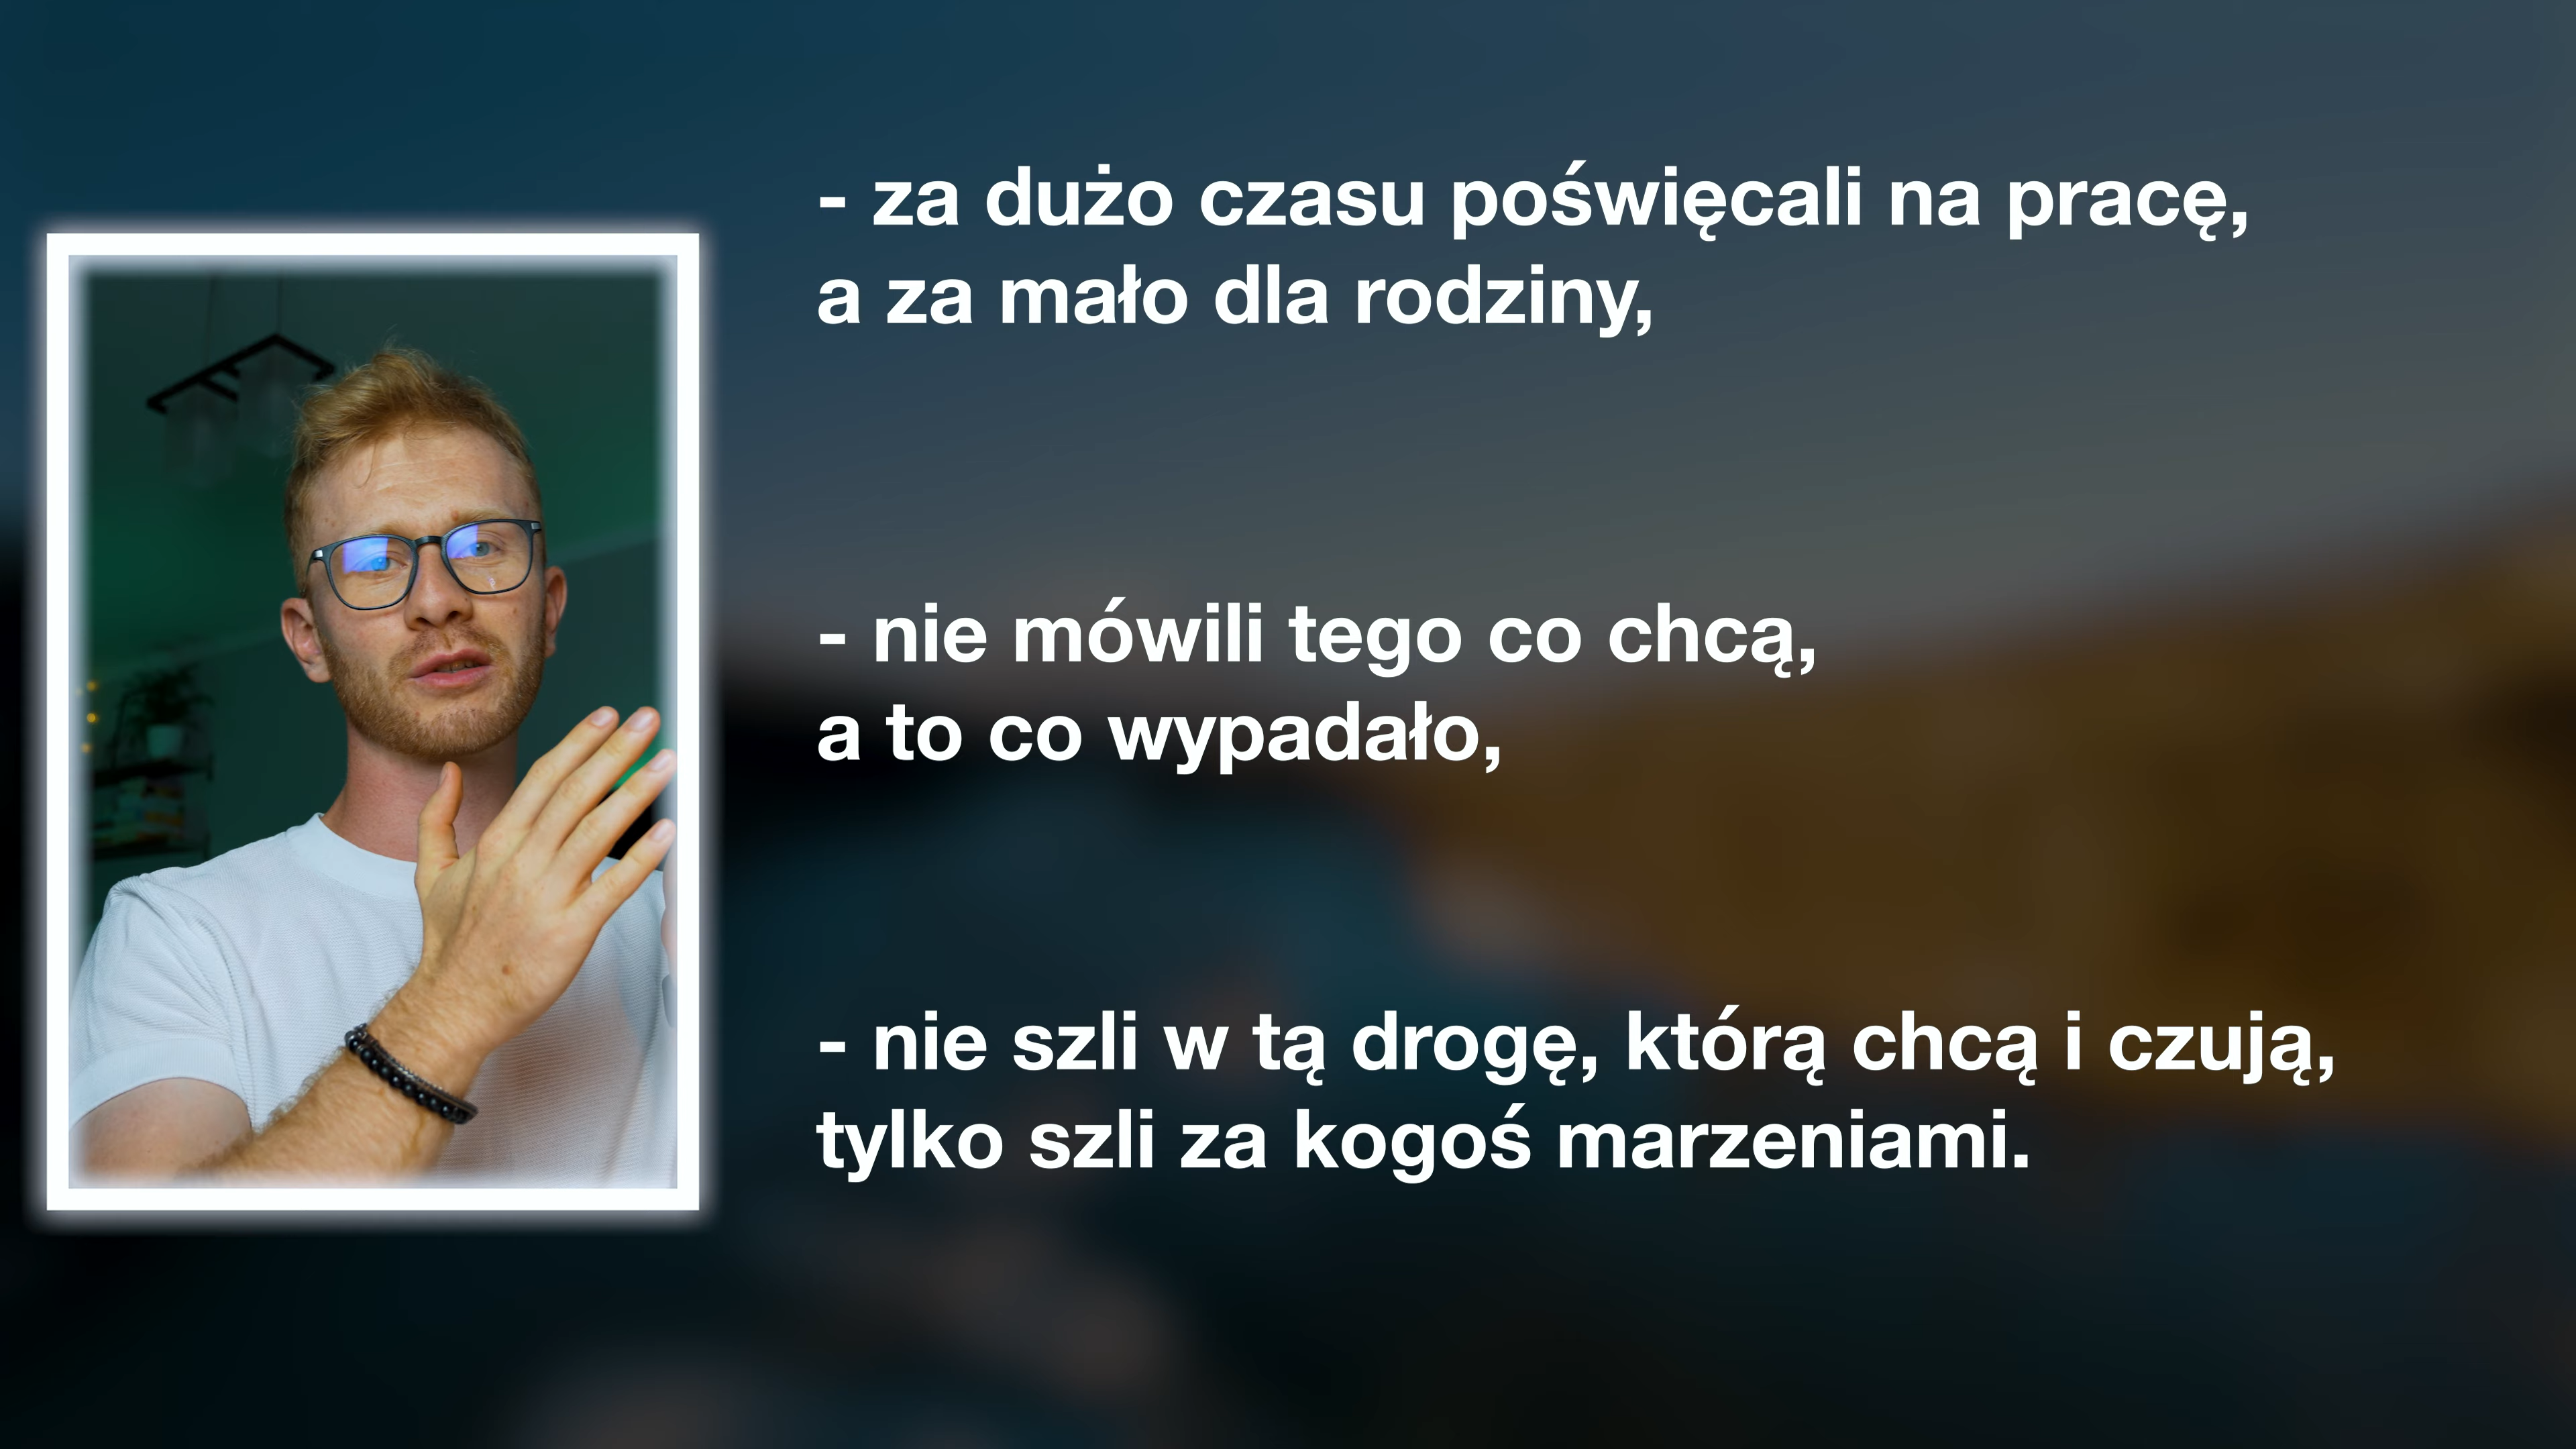 - za dużo czasu poświęcali na pracę,
a za mało dla rodziny,
- nie mówili tego co chcą,
a to co wypadało,
- nie szli w tą drogę, którą chcą i czują,
tylko szli za kogoś marzeniami.